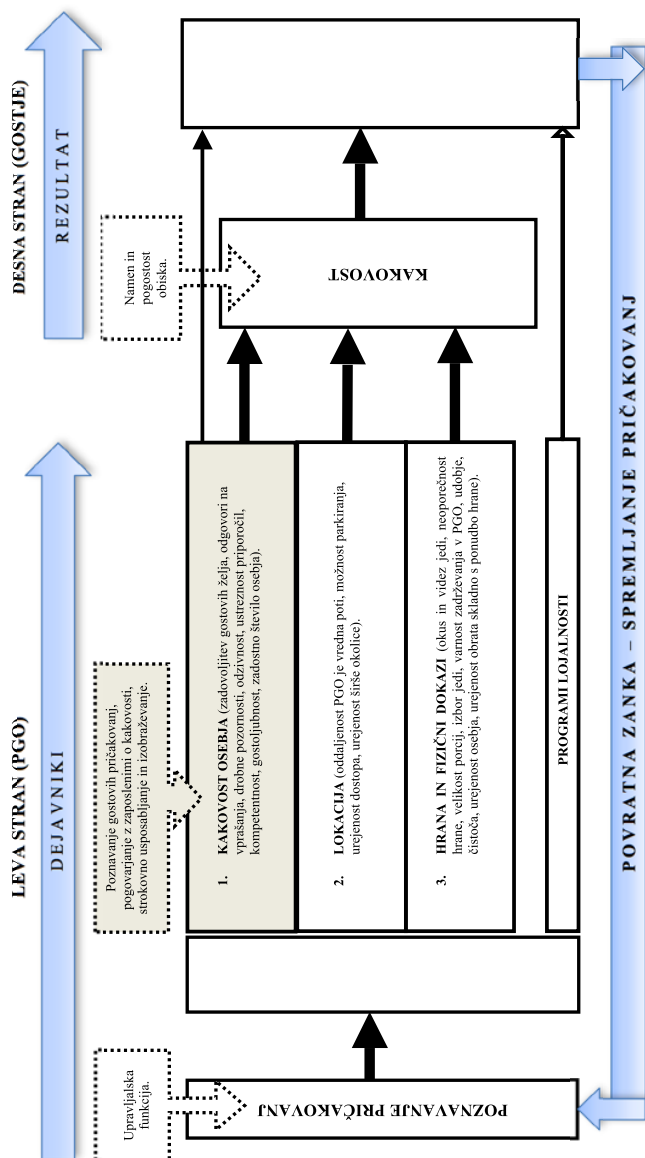 LEVA STRAN (PGO)
DESNA STRAN (GOSTJE)
DEJAVNIKI
REZULTAT
Upravljalska
funkcija.
Poznavanje gostovih pričakovanj,
pogovarjanje z zaposlenimi o kakovosti,
strokovno usposabljanje in izobraževanje.
Namen in
pogostost
obiska.
POZNAVANJE PRIČAKOVANJ
1. KAKOVOST OSEBJA (zadovoljitev gostovih želja, odgovori na
vprašanja, drobne pozornosti, odzivnost, ustreznost priporočil,
kompetentnost, gostoljubnost, zadostno število osebja).
2. LOKACIJA (oddaljenost PGO je vredna poti, možnost parkiranja,
urejenost dostopa, urejenost širše okolice).
3. HRANA IN FIZIČNI DOKAZI (okus in videz jedi, neoporečnost
hrane, velikost porcij, izbor jedi, varnost zadrževanja v PGO, udobje,
čistoča, urejenost osebja, urejenost obrata skladno s ponudbo hrane).
KAKOVOST
PROGRAMI LOJALNOSTI
POVRATNA ZANKA – SPREMLJANJE PRIČAKOVANJ